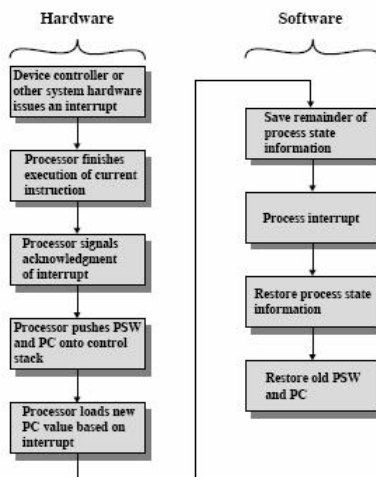 Hardware
Device controller or
other system hardware
issues an interrupt
Processor finishes
execution of current
instruction
Processor signals
acknowledgment
of interrupt
Processor pushes PSW
and PC onto control
stack
Processor loads new
PC value based on
interrupt
Software
Save remainder of
process state
information
Process interrupt
Restore process state
information
Restore old PSW
and PC